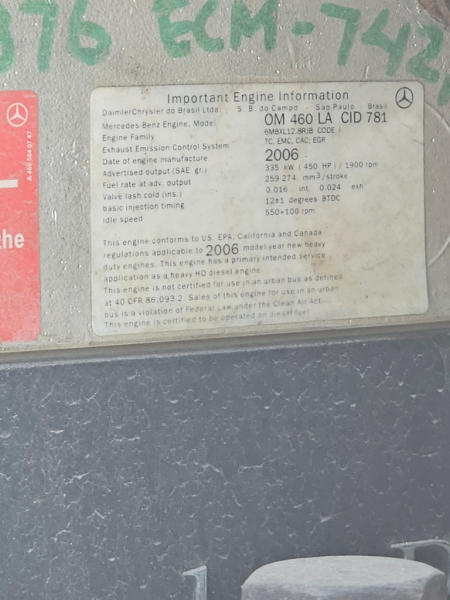 076 ECM-742
Important Engine Information
DaimlerChrysler do Brasil Ltda. S. B. do Campo - Sao Paulo Brasil
Mercedes Benz Engine, Model OM 460 LA CID 781
Engine Family 6MBXL12.8RJB CODE
Exhaust Emission Control System TC, EMC, CAC, EGR
Date of engine manufacture 2006
Advertised output (SAE gr.) 335 kW (450 HP) / 1900 rpm
Fuel rate at adv. output 259.274 mm³/stroke
Valve lash cold (ins.) 0.016 int. 0.024 exh
basic injection timing 12±1 degrees BTDC
Idle speed 550±100 rpm
This engine conforms to US. EPA, California and Canada
regulations applicable to 2006 model year new heavy
duty engines. This engine has a primary intended service
application as a heavy HD diesel engine.
This engine is not certified for use in an urban bus as defined
at 40 CFR 86.093.2. Sales of this engine for use in an urban
bus is a violation of Federal Law under the Clean Air Act.
This engine is certified to be operated on diesel fuel
the